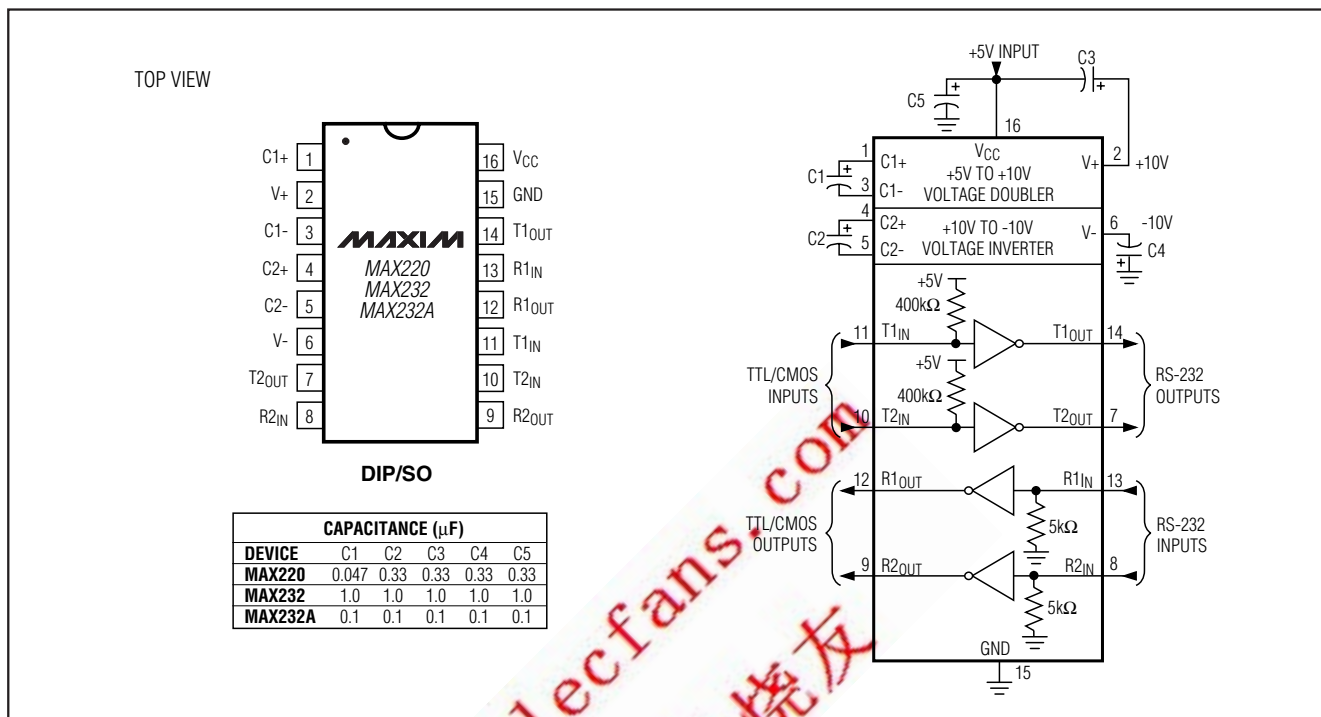 TOP VIEW
C1+ 1
V+ 2
C1- 3
C2+ 4
C2- 5
V- 6
T2OUT 7
R2IN 8
16 VCC
15 GND
14 T1OUT
13 R1IN
12 R1OUT
11 T1IN
10 T2IN
9 R2OUT
MAXIM
MAX220
MAX232
MAX232A
DIP/SO
CAPACITANCE (µF)
DEVICE C1 C2 C3 C4 C5
MAX220 0.047 0.33 0.33 0.33 0.33
MAX232 1.0 1.0 1.0 1.0 1.0
MAX232A 0.1 0.1 0.1 0.1 0.1
+5V INPUT
C3
+
C5
+
+
16
VCC
1 C1+
C1
+
3 C1-
+5V TO +10V
VOLTAGE DOUBLER
V+ 2
+10V
4 C2+
C2
+
5 C2-
+10V TO -10V
VOLTAGE INVERTER
V- 6
-10V
C4
+
+5V
400kΩ
11 T1IN
T1OUT 14
+5V
400kΩ
10 T2IN
T2OUT 7
TTL/CMOS
INPUTS
RS-232
OUTPUTS
12 R1OUT
R1IN 13
5kΩ
9 R2OUT
R2IN 8
5kΩ
TTL/CMOS
OUTPUTS
RS-232
INPUTS
GND
15
elecfans.com
烧友